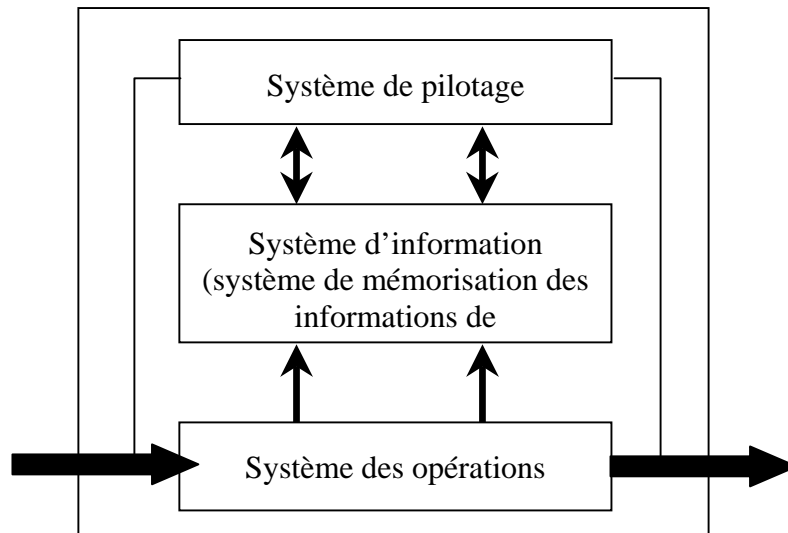 Système de pilotage
Système d’information
(système de mémorisation des
informations de
Système des opérations